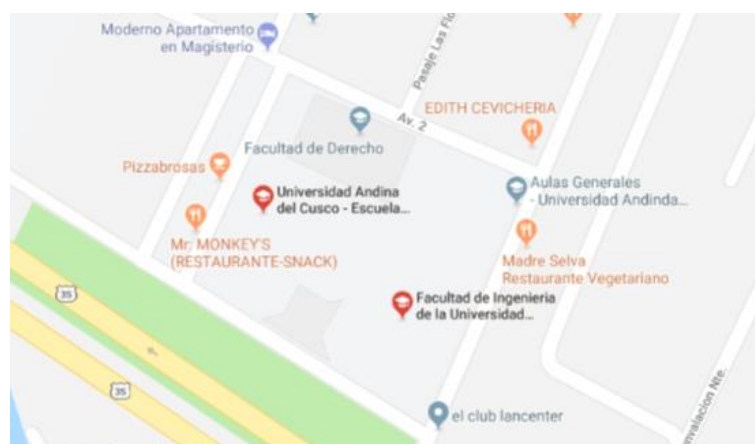 Moderno Apartamento
en Magisterio
Pasaje Las Flo
EDITH CEVICHERIA
Av. 2
Facultad de Derecho
Pizzabrosas
Universidad Andina
del Cusco - Escuela...
Aulas Generales
- Universidad Andinda...
Mr. MONKEY'S
(RESTAURANTE-SNACK)
Madre Selva
Restaurante Vegetariano
35
Facultad de Ingenieria
de la Universidad...
35
el club lancenter
nvalacion Nte.